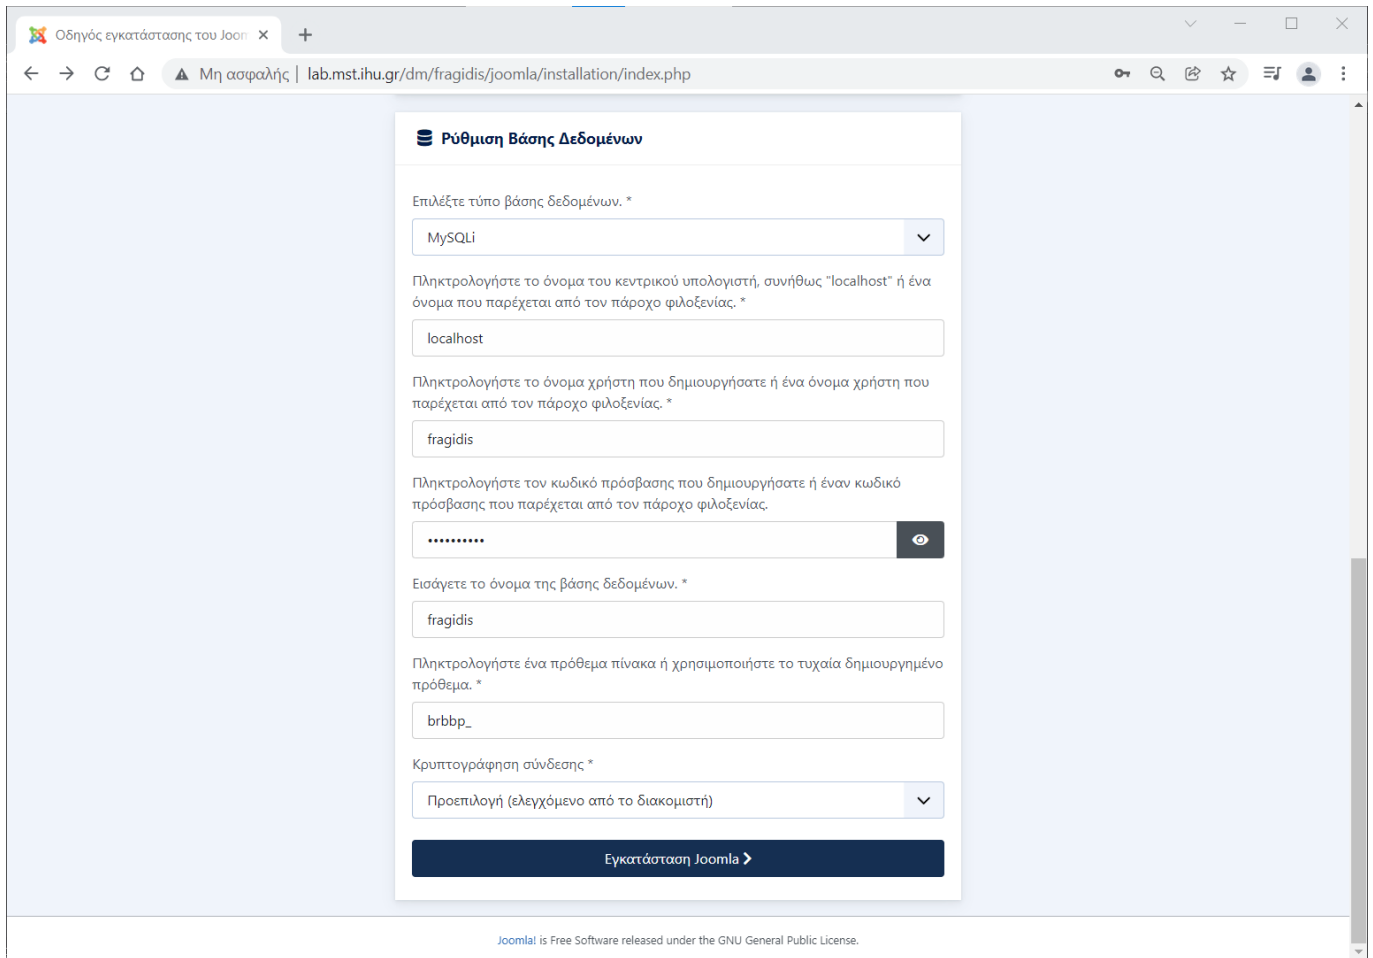 Οδηγός εγκατάστασης του Joom
Μη ασφαλής | lab.mst.ihu.gr/dm/fragidis/joomla/installation/index.php
Ρύθμιση Βάσης Δεδομένων
Επιλέξτε τύπο βάσης δεδομένων. *
MySQLi
Πληκτρολογήστε το όνομα του κεντρικού υπολογιστή, συνήθως "localhost" ή ένα
όνομα που παρέχεται από τον πάροχο φιλοξενίας. *
localhost
Πληκτρολογήστε το όνομα χρήστη που δημιουργήσατε ή ένα όνομα χρήστη που
παρέχεται από τον πάροχο φιλοξενίας. *
fragidis
Πληκτρολογήστε τον κωδικό πρόσβασης που δημιουργήσατε ή έναν κωδικό
πρόσβασης που παρέχεται από τον πάροχο φιλοξενίας.
••••••••••
Εισάγετε το όνομα της βάσης δεδομένων. *
fragidis
Πληκτρολογήστε ένα πρόθεμα πίνακα ή χρησιμοποιήστε το τυχαία δημιουργημένο
πρόθεμα. *
brbbp_
Κρυπτογράφηση σύνδεσης *
Προεπιλογή (ελεγχόμενο από το διακομιστή)
Εγκατάσταση Joomla
Joomla! is Free Software released under the GNU General Public License.